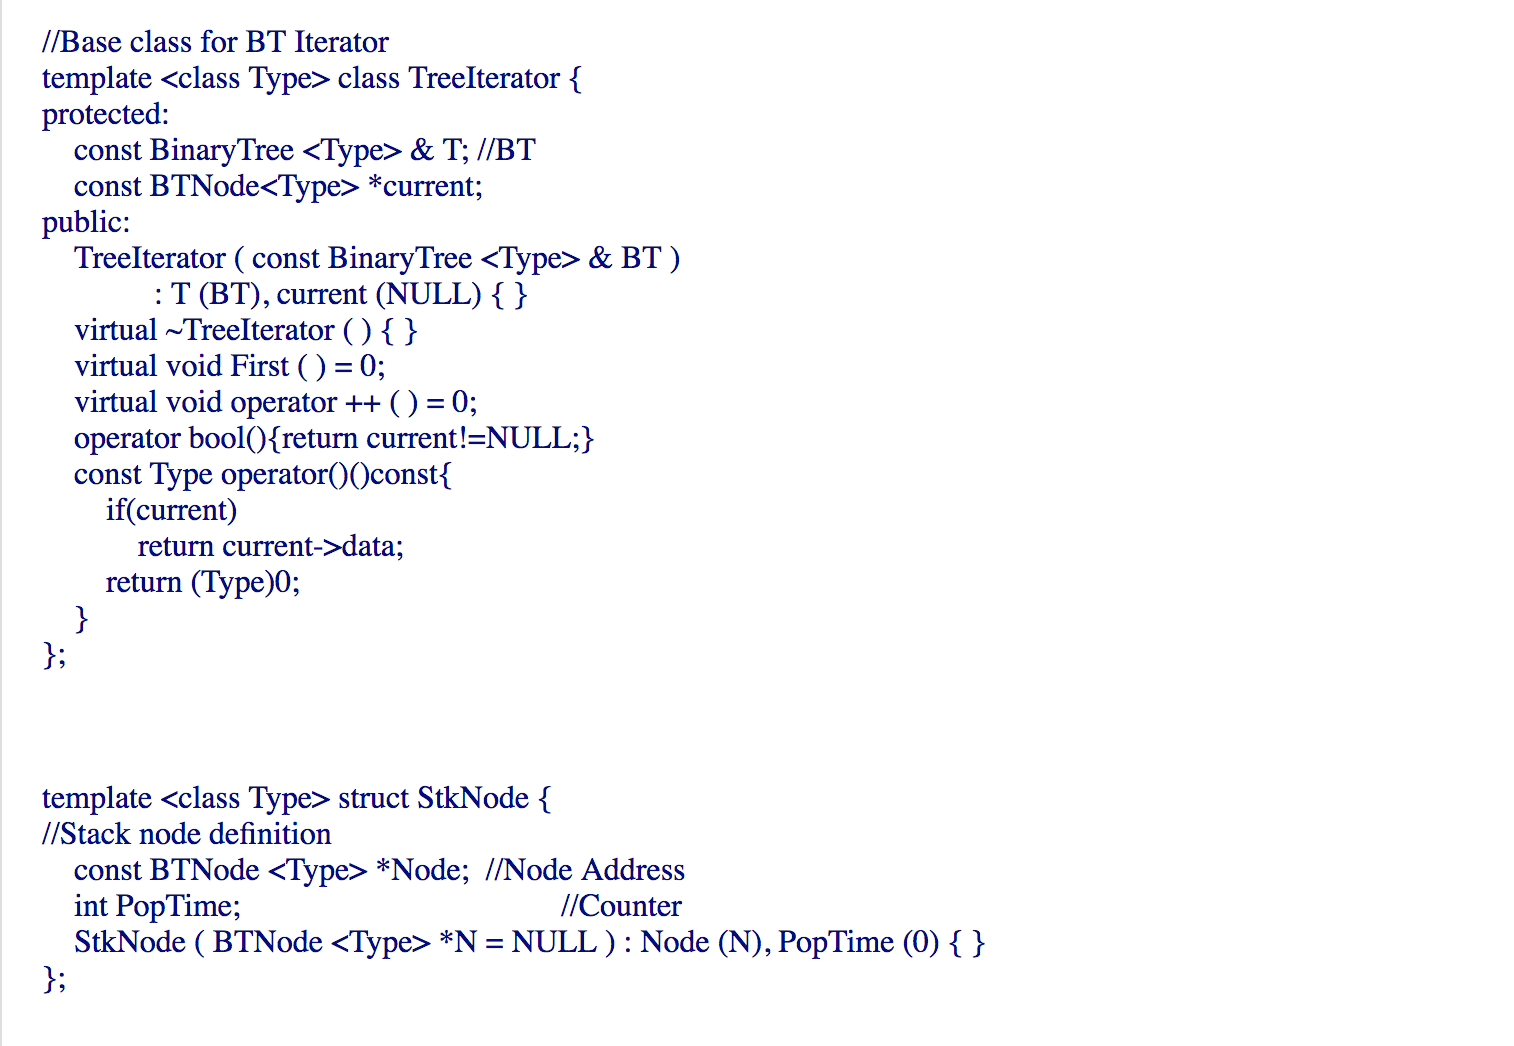 //Base class for BT Iterator
template <class Type> class TreeIterator {
protected:
const BinaryTree <Type> & T; //BT
const BTNode<Type> *current;
public:
TreeIterator ( const BinaryTree <Type> & BT )
: T (BT), current (NULL) { }
virtual ~TreeIterator ( ) { }
virtual void First ( ) = 0;
virtual void operator ++ ( ) = 0;
operator bool(){return current!=NULL;}
const Type operator()()const{
if(current)
return current->data;
return (Type)0;
}
};
template <class Type> struct StkNode {
//Stack node definition
const BTNode <Type> *Node; //Node Address
int PopTime; //Counter
StkNode ( BTNode <Type> *N = NULL ) : Node (N), PopTime (0) { }
};